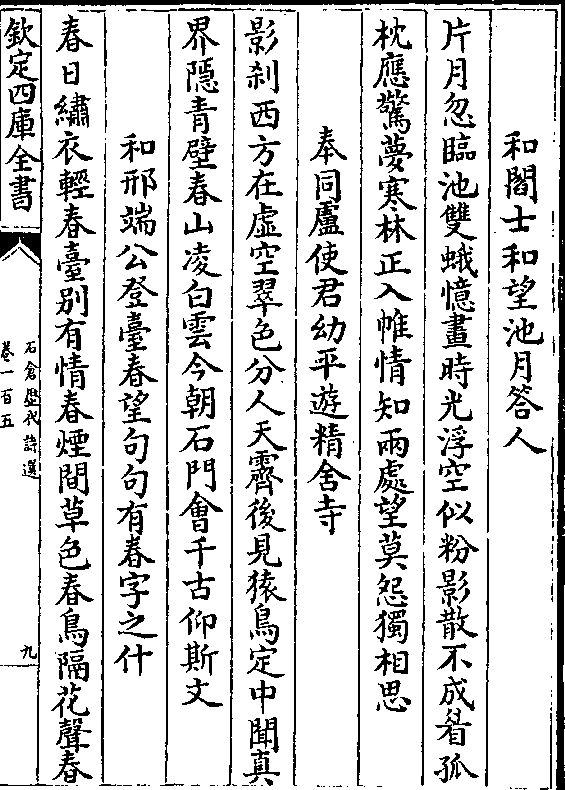 和閻士和望池月答人
片月忽臨池雙蛾憶畫時光浮空似粉影散不成眉孤
枕應驚夢寒林正入帷情知兩處望莫怨獨相思
奉同盧使君幼平遊精舍寺
影刹西方在虛空翠色分人天霽後見猿鳥定中聞真
界隠青壁春山凌白雲今朝石門會千古仰斯文
和邢端公登臺春望句句有春字之什
春日繡衣輕春臺别有情春煙間草色春鳥隔花聲春
欽定四庫全書
石倉歷代詩選
卷一百五
九